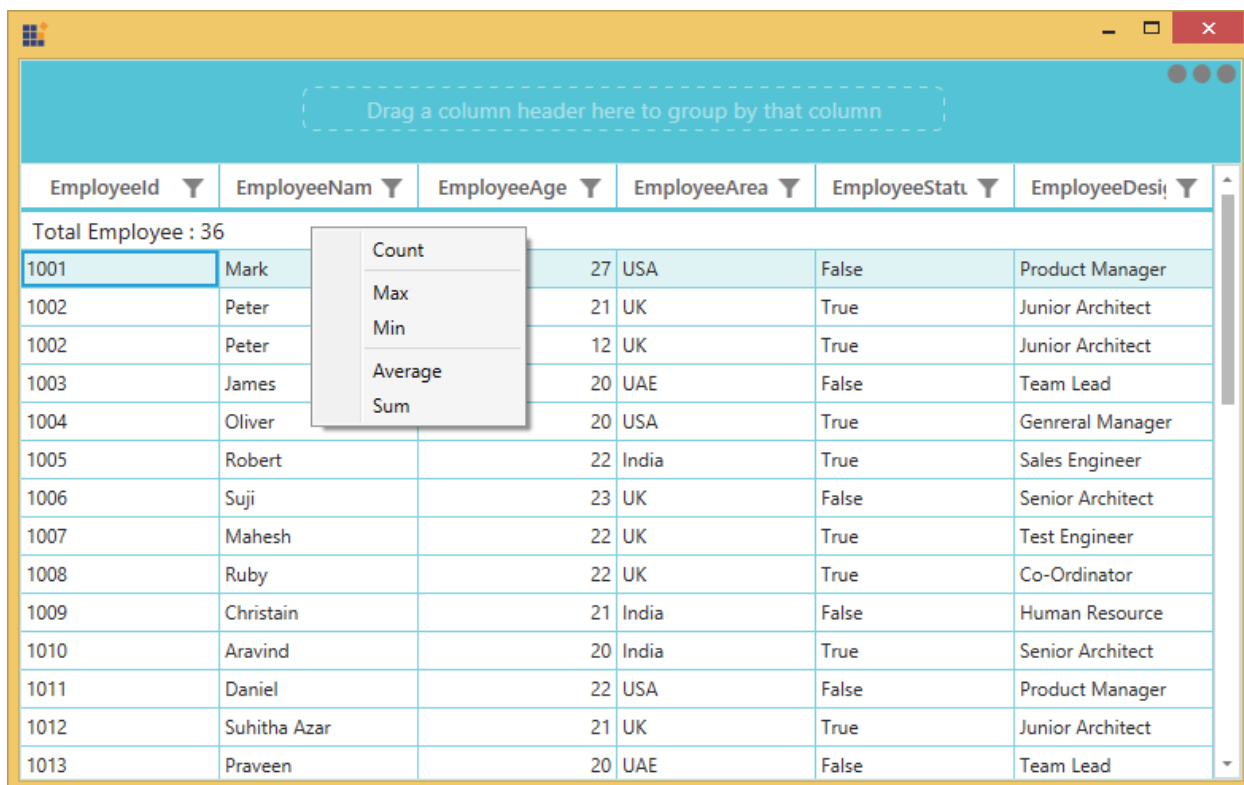 Drag a column header here to group by that column
EmployeeId EmployeeNam EmployeeAge EmployeeArea EmployeeStatu EmployeeDesig
Total Employee : 36
Count
Max
Min
Average
Sum
1001 Mark 27 USA False Product Manager
1002 Peter 21 UK True Junior Architect
1002 Peter 12 UK True Junior Architect
1003 James 20 UAE False Team Lead
1004 Oliver 20 USA True Genreral Manager
1005 Robert 22 India True Sales Engineer
1006 Suji 23 UK False Senior Architect
1007 Mahesh 22 UK True Test Engineer
1008 Ruby 22 UK True Co-Ordinator
1009 Christain 21 India False Human Resource
1010 Aravind 20 India True Senior Architect
1011 Daniel 22 USA False Product Manager
1012 Suhitha Azar 21 UK True Junior Architect
1013 Praveen 20 UAE False Team Lead